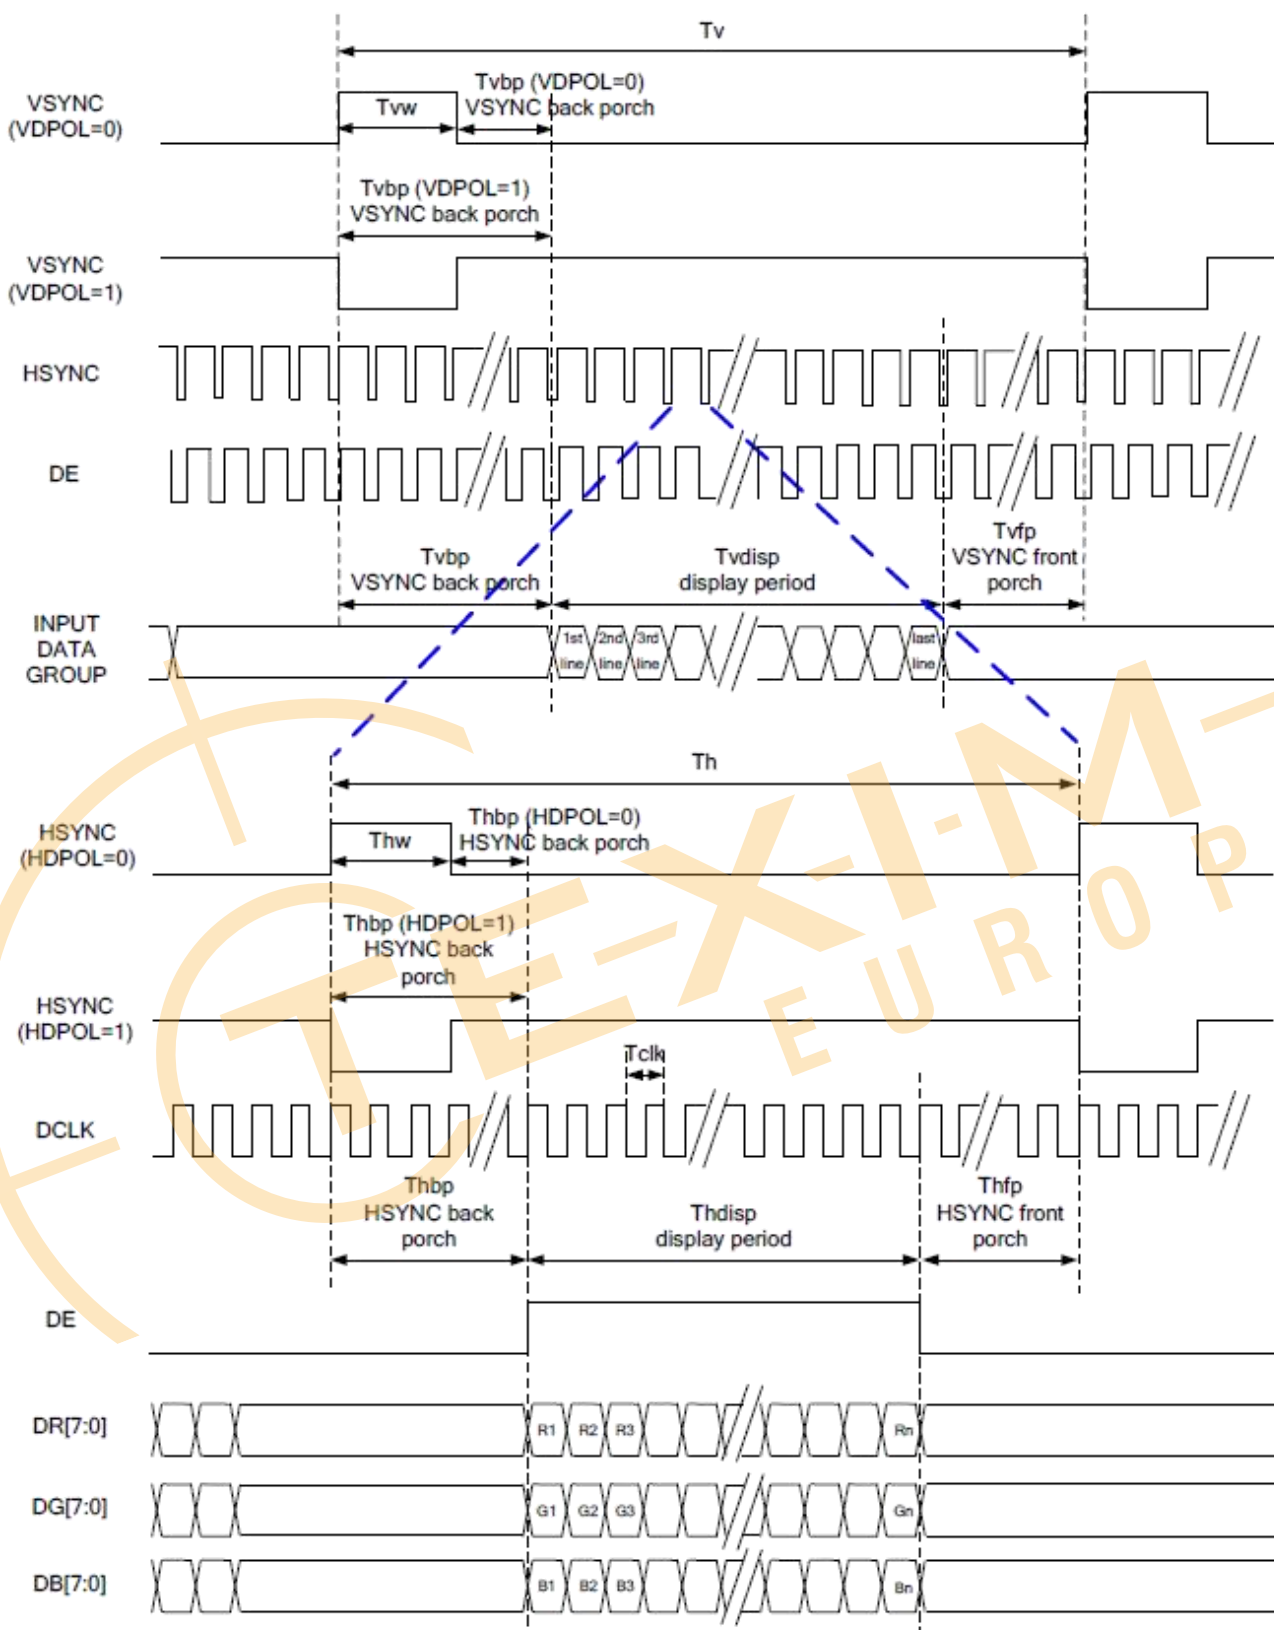 Tv
Tvbp (VDPOL=0)
VSYNC back porch
VSYNC
(VDPOL=0)
Tvw
Tvbp (VDPOL=1)
VSYNC back porch
VSYNC
(VDPOL=1)
HSYNC
DE
Tvbp
VSYNC back porch
Tvdisp
display period
Tvfp
VSYNC front
porch
INPUT
DATA
GROUP
1st
line
2nd
line
3rd
line
last
line
Th
HSYNC
(HDPOL=0)
Thw
Thbp (HDPOL=0)
HSYNC back porch
Thbp (HDPOL=1)
HSYNC back
porch
HSYNC
(HDPOL=1)
Tclk
DCLK
Thbp
HSYNC back
porch
Thdisp
display period
Thfp
HSYNC front
porch
DE
DR[7:0]
R1 R2 R3 Rn
DG[7:0]
G1 G2 G3 Gn
DB[7:0]
B1 B2 B3 Bn
TEXIM
EUROP